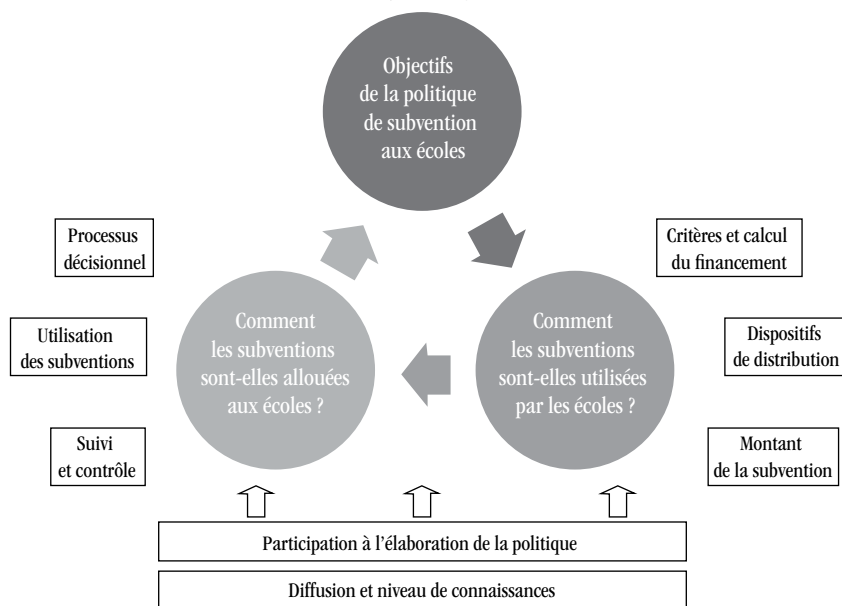 Objectifs
de la politique
de subvention
aux écoles
Processus
décisionnel
Critères et calcul
du financement
Utilisation
des subventions
Comment
les subventions
sont-elles allouées
aux écoles ?
Comment
les subventions
sont-elles utilisées
par les écoles ?
Dispositifs
de distribution
Suivi
et contrôle
Montant
de la subvention
Participation à l’élaboration de la politique
Diffusion et niveau de connaissances